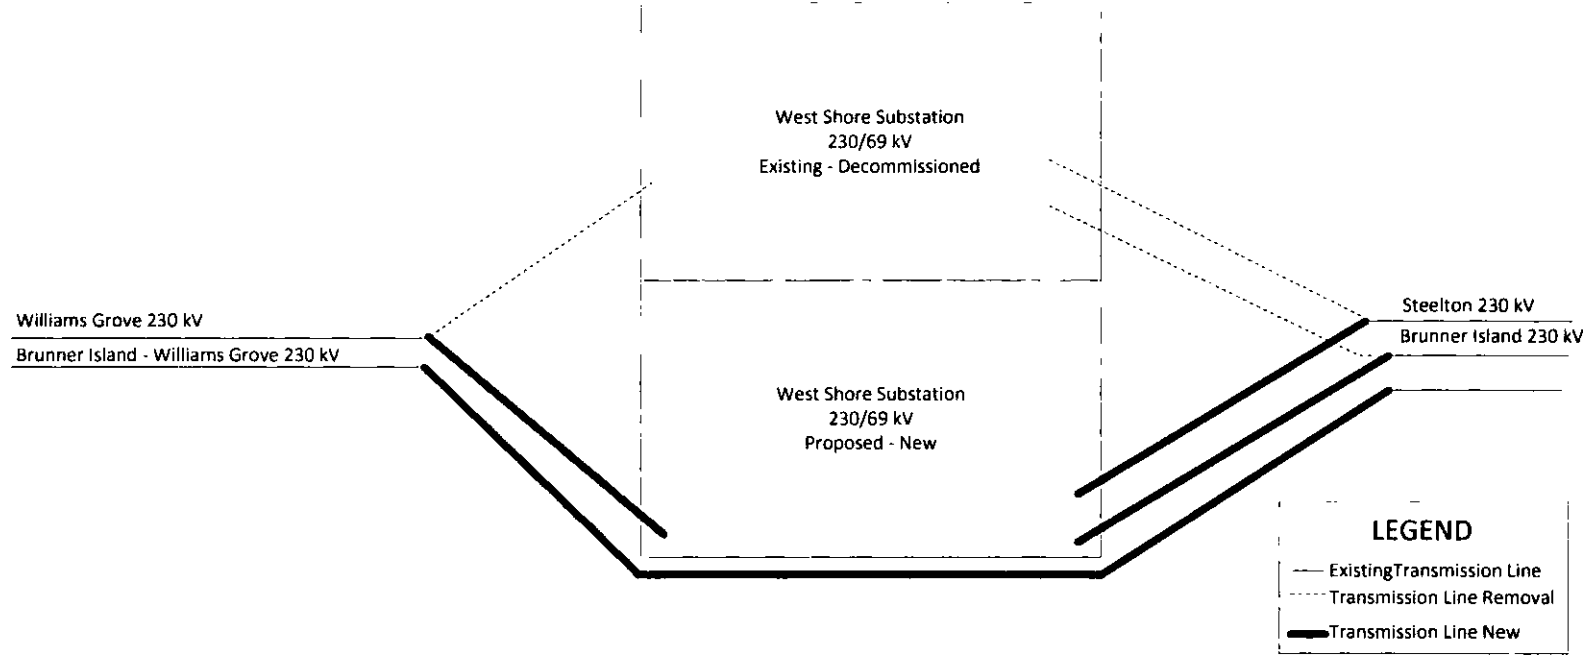 West Shore Substation
230/69 kV
Existing - Decommissioned
Williams Grove 230 kV
Brunner Island - Williams Grove 230 kV
Steelton 230 kV
Brunner Island 230 kV
West Shore Substation
230/69 kV
Proposed - New
LEGEND
ExistingTransmission Line
Transmission Line Removal
Transmission Line New